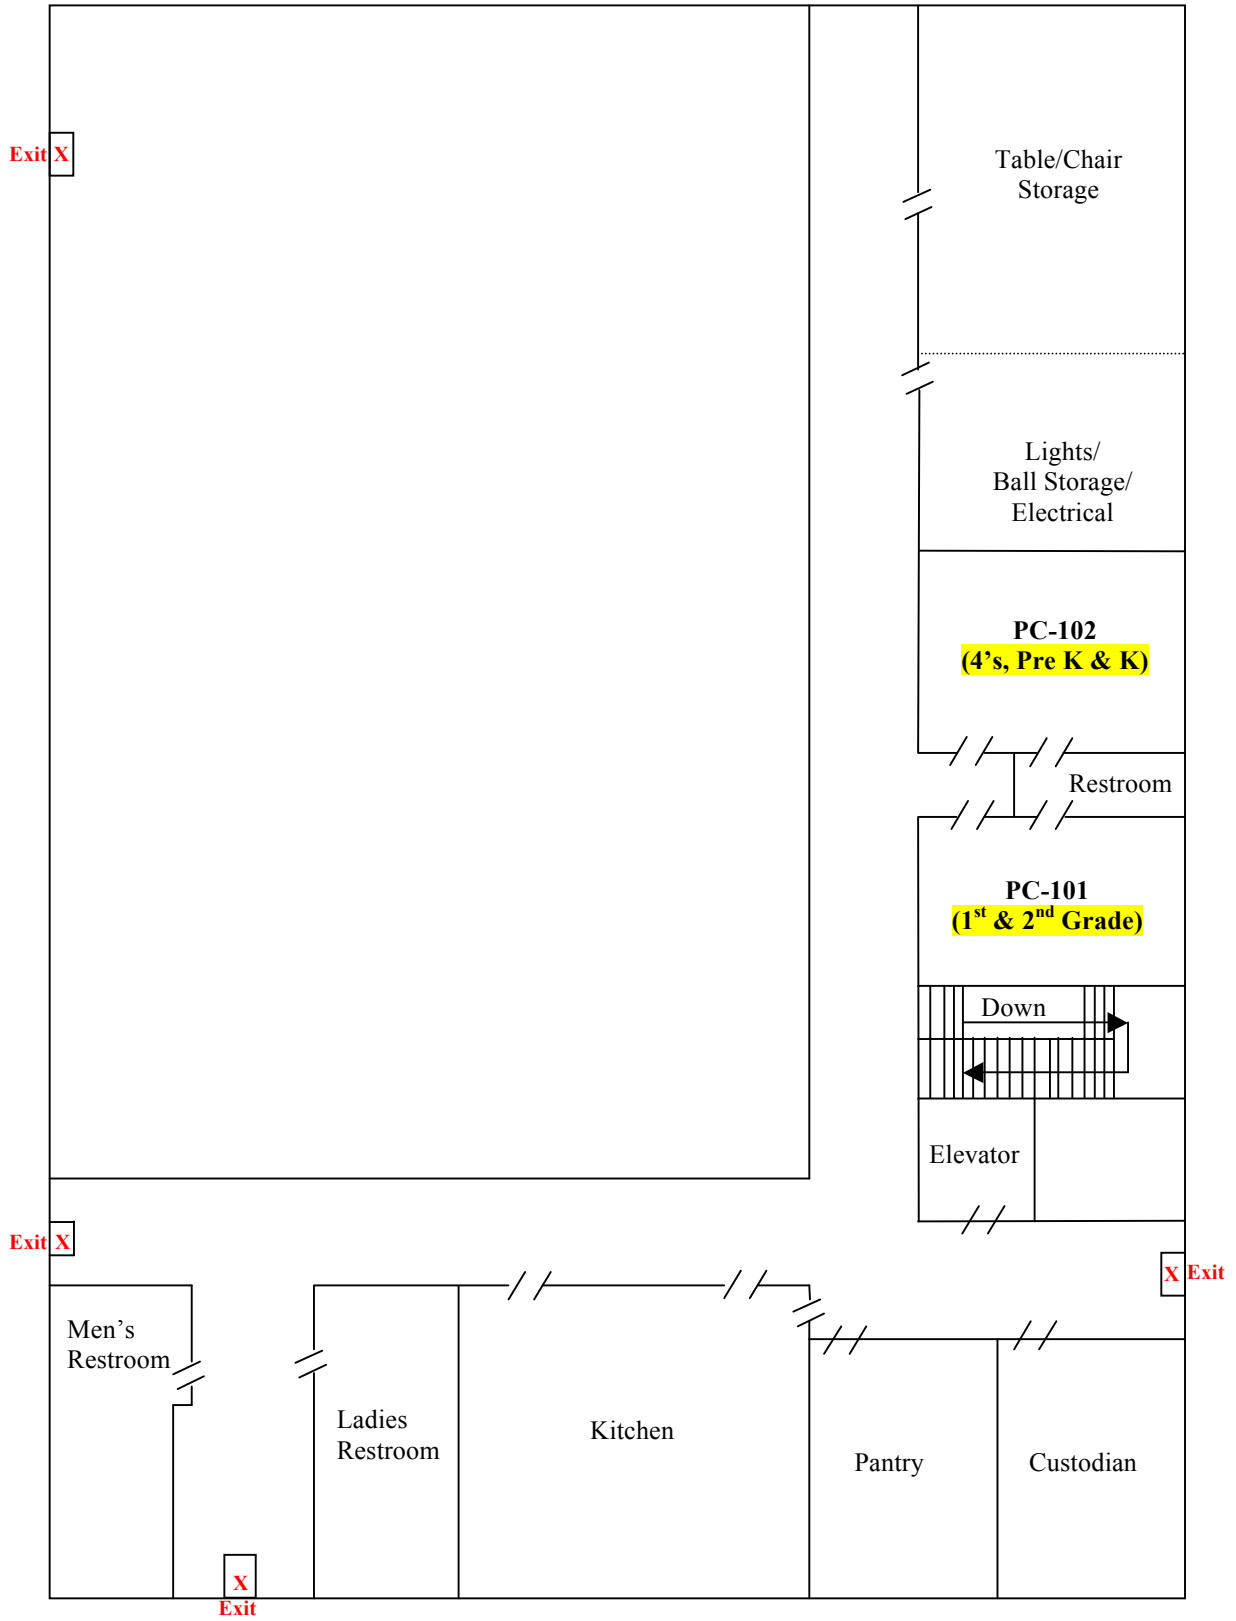 Exit X
Table/Chair
Storage
Lights/
Ball Storage/
Electrical
PC-102
(4’s, Pre K & K)
Restroom
PC-101
(1st & 2nd Grade)
Down
Elevator
Exit X
X Exit
Men’s
Restroom
Ladies
Restroom
Kitchen
Pantry
Custodian
X
Exit